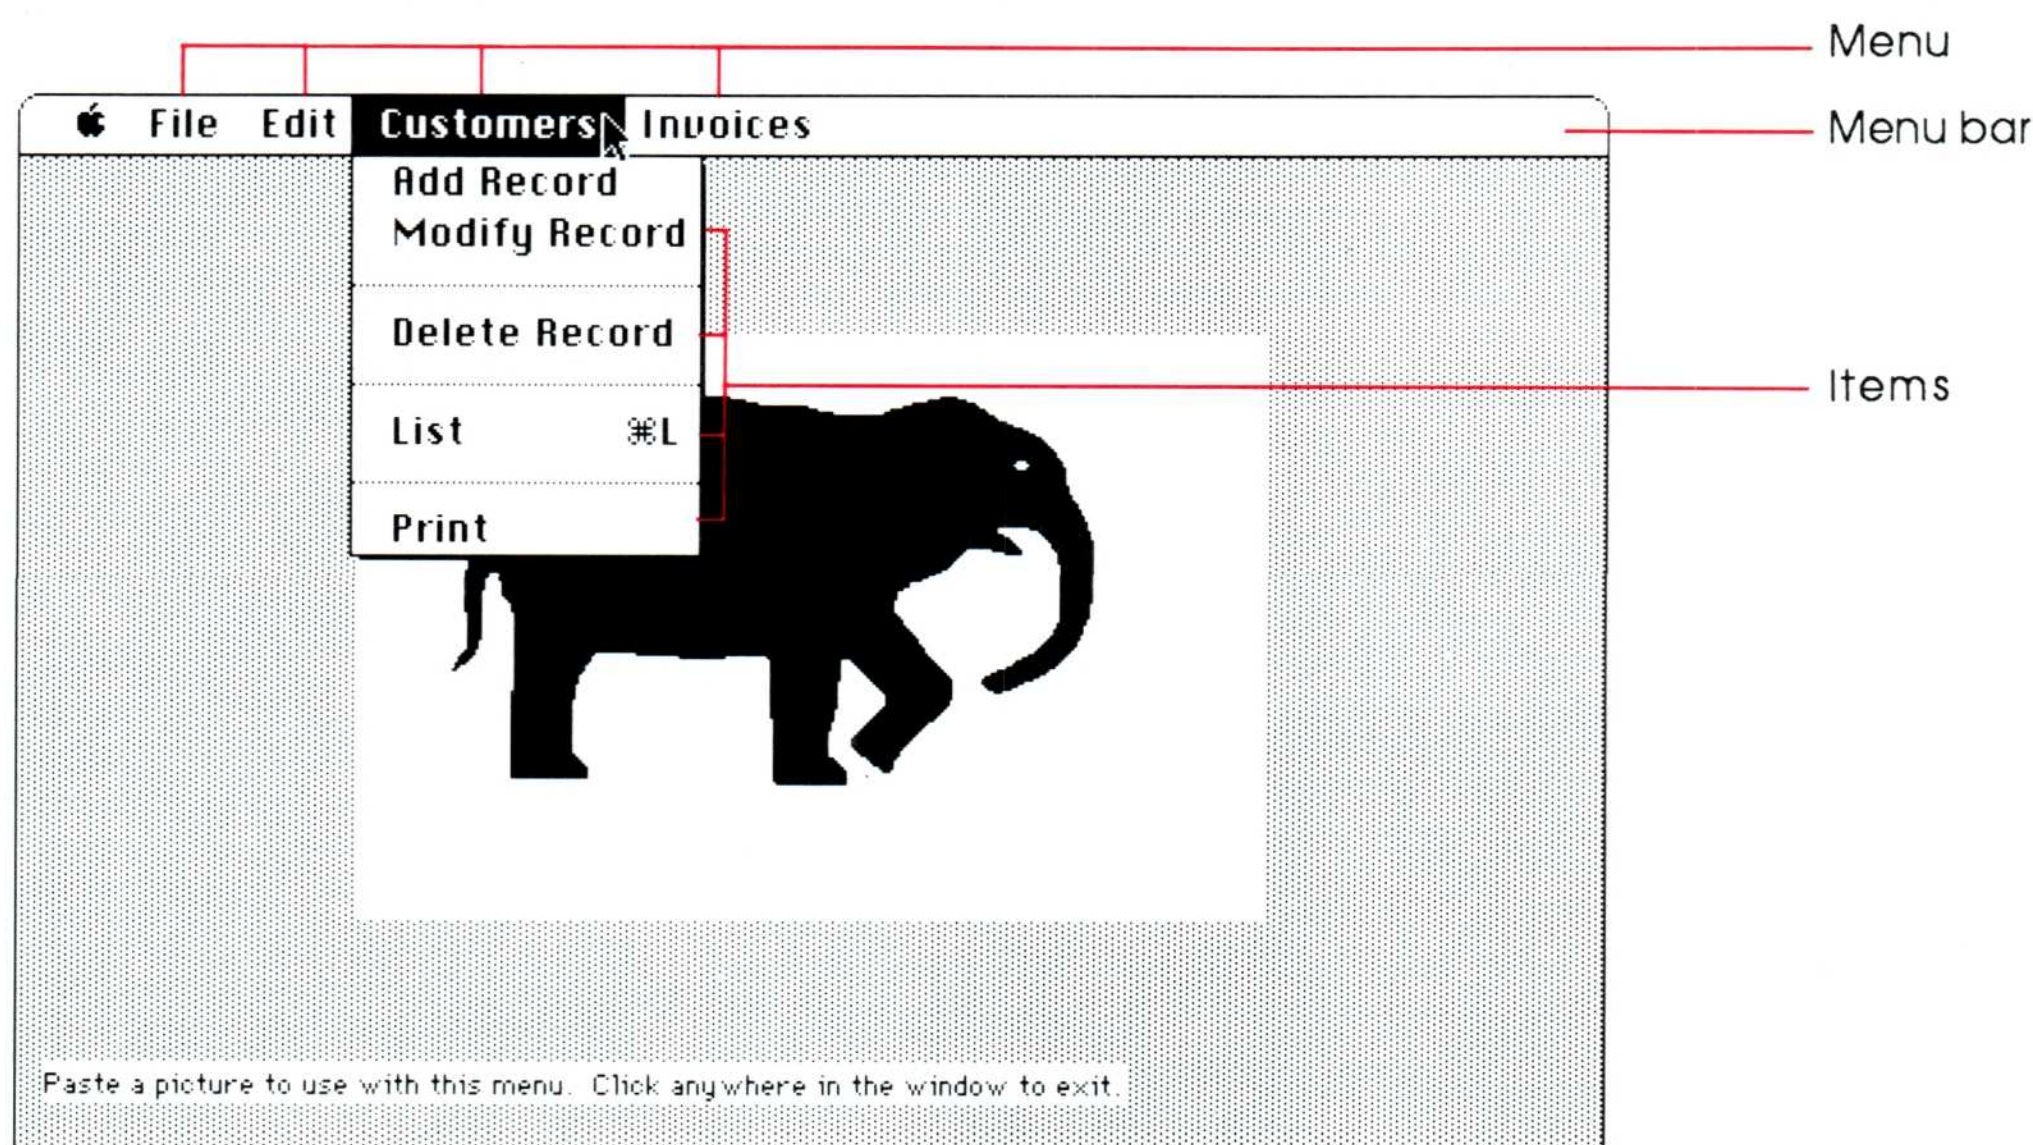 Menu
File Edit Customers Invoices
Menu bar
Add Record
Modify Record
Delete Record
Items
List ⌘L
Print
Paste a picture to use with this menu. Click anywhere in the window to exit.